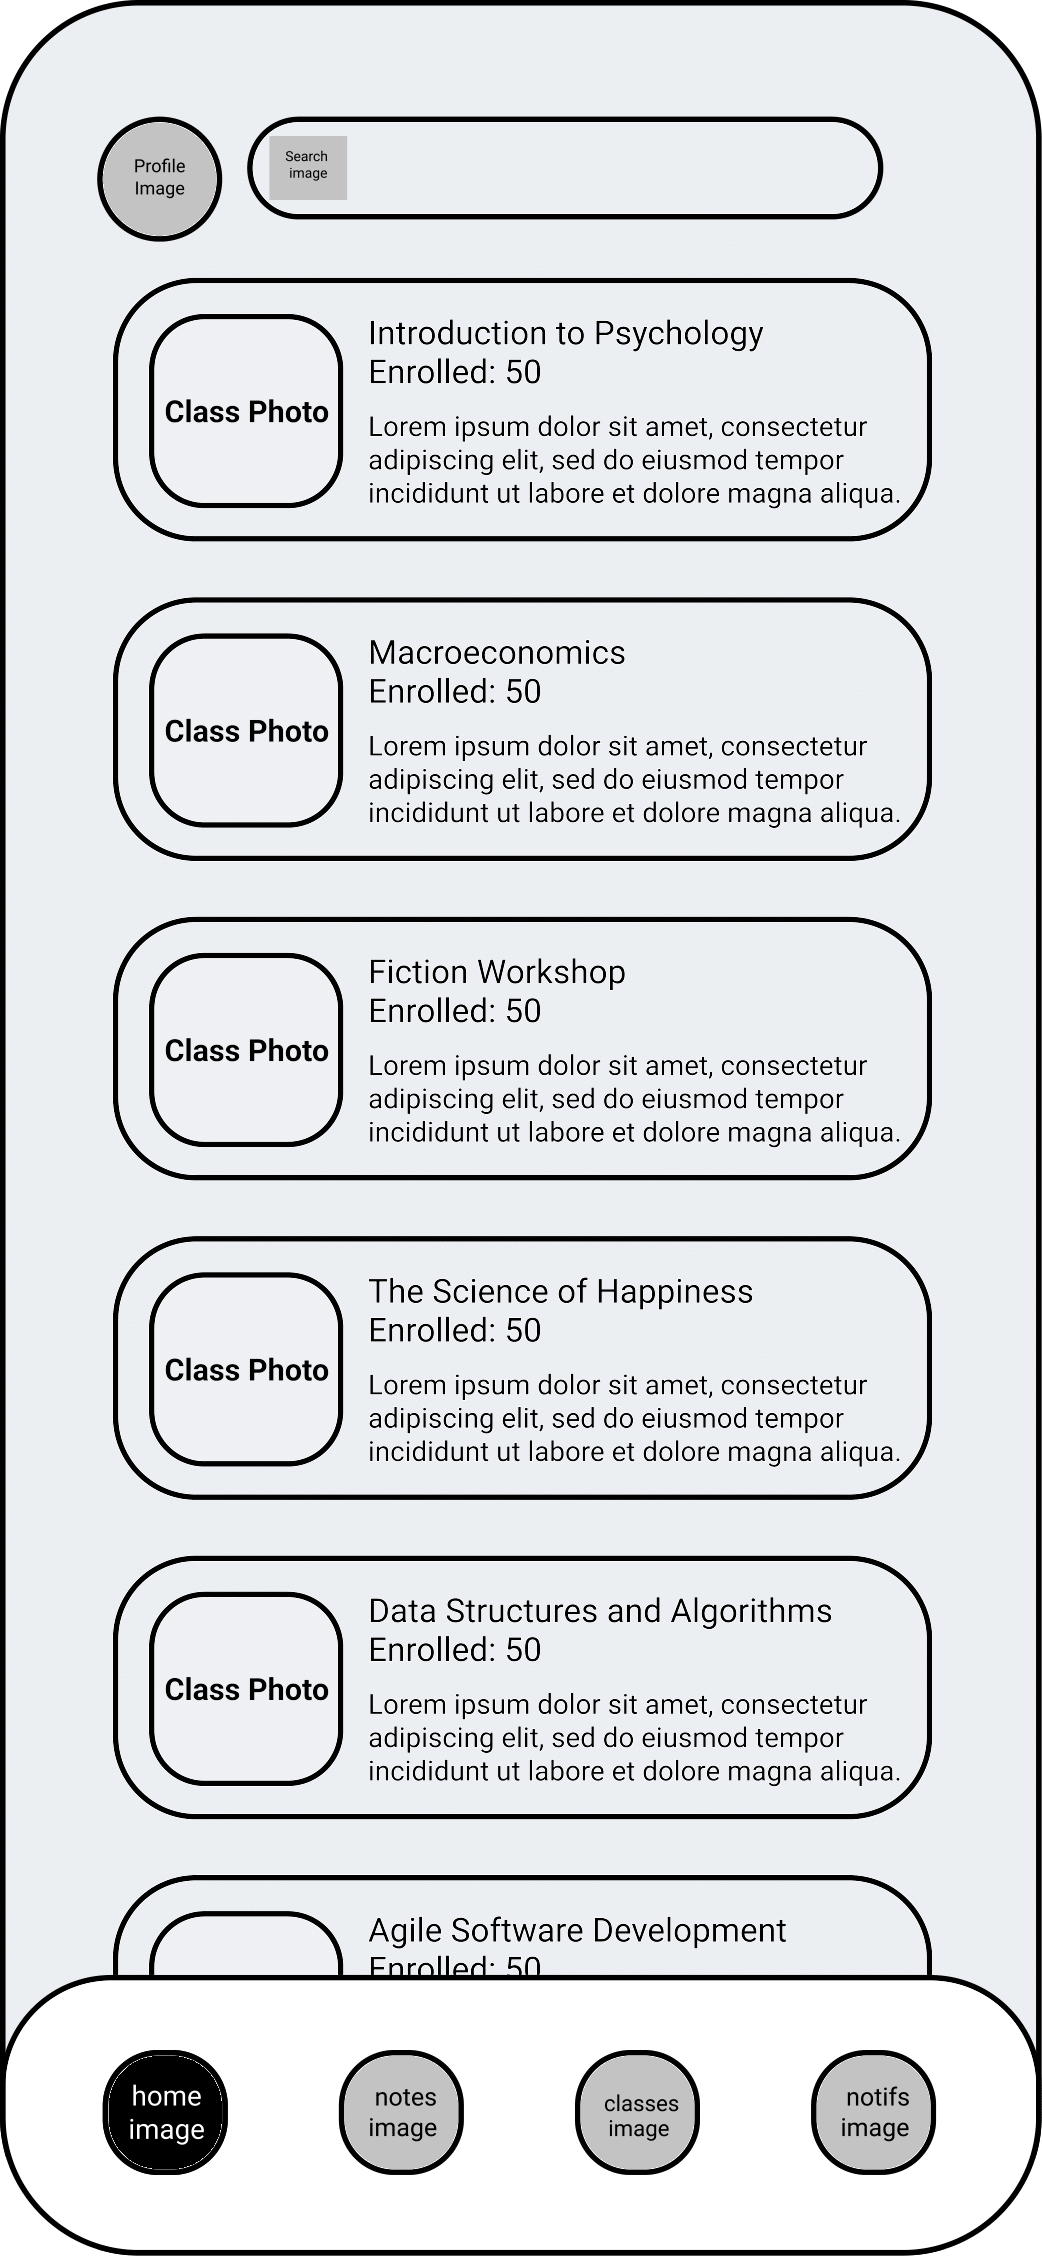 Profile
Image
Search
image
Introduction to Psychology
Enrolled: 50
Lorem ipsum dolor sit amet, consectetur
adipiscing elit, sed do eiusmod tempor
incididunt ut labore et dolore magna aliqua.
Class Photo
Macroeconomics
Enrolled: 50
Lorem ipsum dolor sit amet, consectetur
adipiscing elit, sed do eiusmod tempor
incididunt ut labore et dolore magna aliqua.
Class Photo
Fiction Workshop
Enrolled: 50
Lorem ipsum dolor sit amet, consectetur
adipiscing elit, sed do eiusmod tempor
incididunt ut labore et dolore magna aliqua.
Class Photo
The Science of Happiness
Enrolled: 50
Lorem ipsum dolor sit amet, consectetur
adipiscing elit, sed do eiusmod tempor
incididunt ut labore et dolore magna aliqua.
Class Photo
Data Structures and Algorithms
Enrolled: 50
Lorem ipsum dolor sit amet, consectetur
adipiscing elit, sed do eiusmod tempor
incididunt ut labore et dolore magna aliqua.
Class Photo
Agile Software Development
Enrolled: 50
home
image
notes
image
classes
image
notifs
image